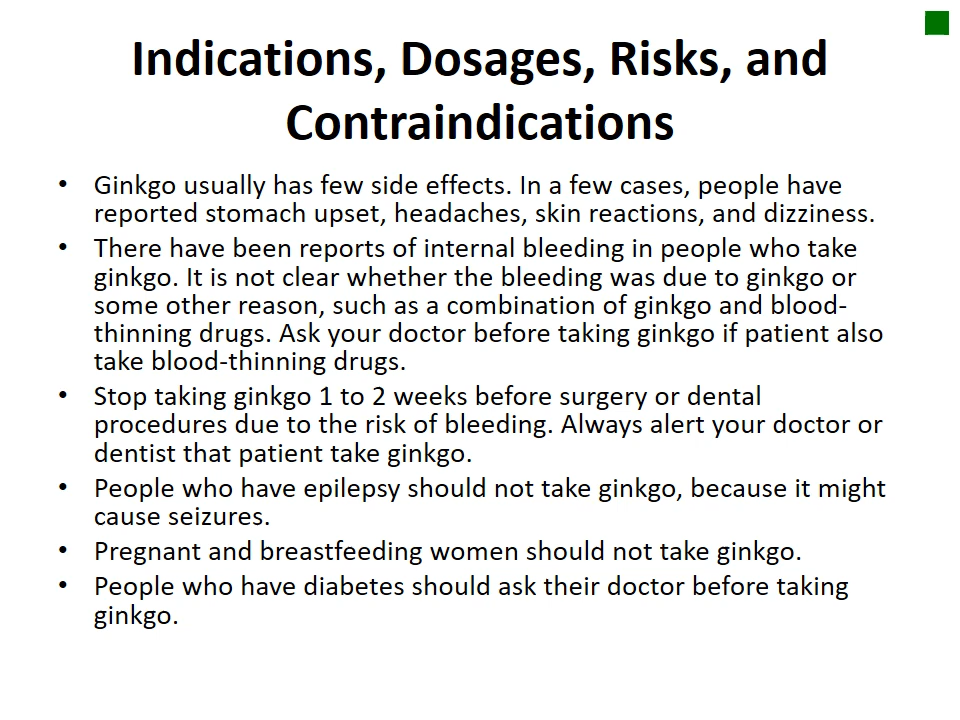 Indications, Dosages, Risks, and
Contraindications
• Ginkgo usually has few side effects. In a few cases, people have
reported stomach upset, headaches, skin reactions, and dizziness.
• There have been reports of internal bleeding in people who take
ginkgo. It is not clear whether the bleeding was due to ginkgo or
some other reason, such as a combination of ginkgo and blood-
thinning drugs. Ask your doctor before taking ginkgo if patient also
take blood-thinning drugs.
• Stop taking ginkgo 1 to 2 weeks before surgery or dental
procedures due to the risk of bleeding. Always alert your doctor or
dentist that patient take ginkgo.
• People who have epilepsy should not take ginkgo, because it might
cause seizures.
• Pregnant and breastfeeding women should not take ginkgo.
• People who have diabetes should ask their doctor before taking
ginkgo.